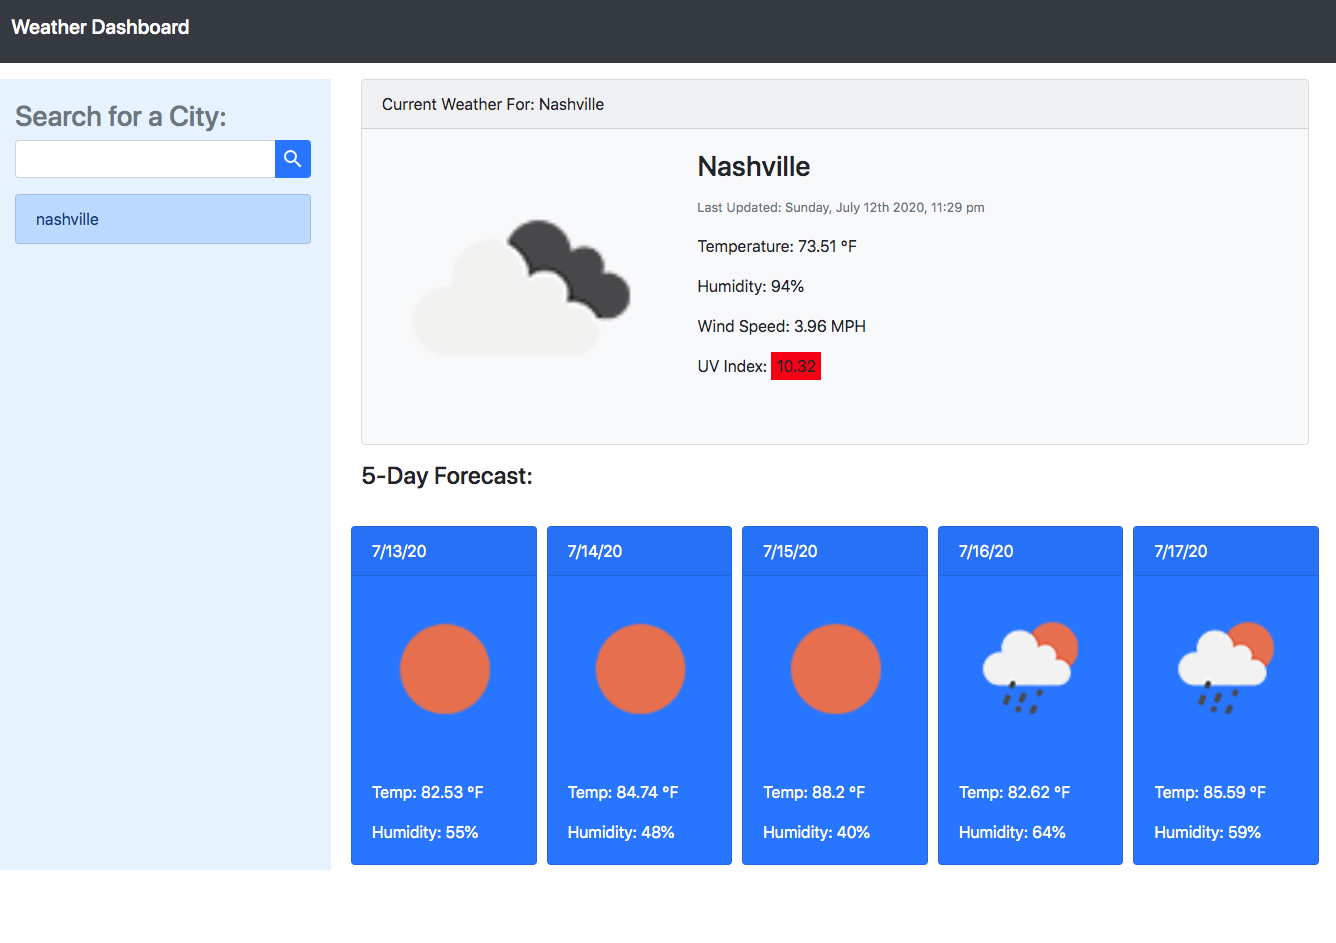 Weather Dashboard
Search for a City:
nashville
Current Weather For: Nashville
Nashville
Last Updated: Sunday, July 12th 2020, 11:29 pm
Temperature: 73.51 °F
Humidity: 94%
Wind Speed: 3.96 MPH
UV Index: 10.32
5-Day Forecast:
7/13/20
Temp: 82.53 °F
Humidity: 55%
7/14/20
Temp: 84.74 °F
Humidity: 48%
7/15/20
Temp: 88.2 °F
Humidity: 40%
7/16/20
Temp: 82.62 °F
Humidity: 64%
7/17/20
Temp: 85.59 °F
Humidity: 59%